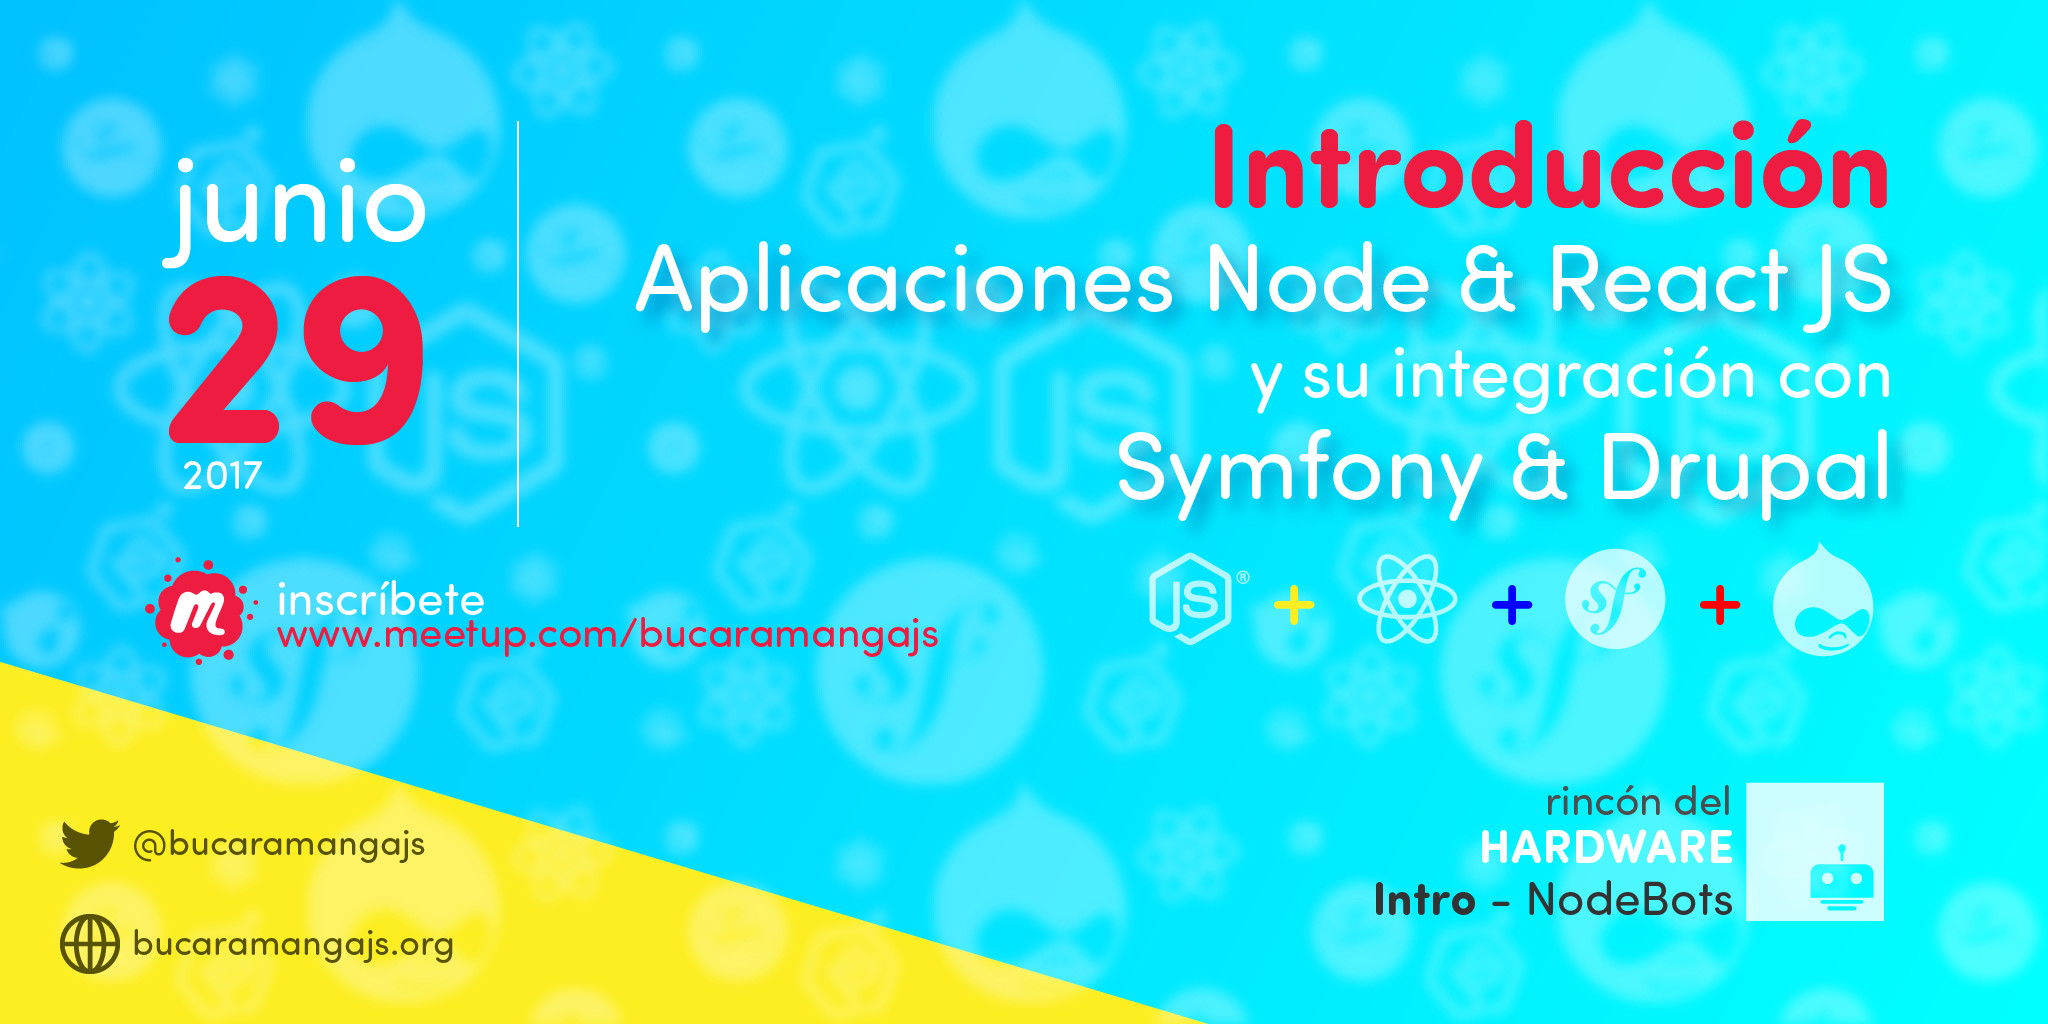 junio
29
2017
Introducción
Aplicaciones Node & React JS
y su integración con
Symfony & Drupal
JS® + + sf +
m
inscríbete
www.meetup.com/bucaramangajs
@bucaramangajs
bucaramangajs.org
rincón del
HARDWARE
Intro - NodeBots